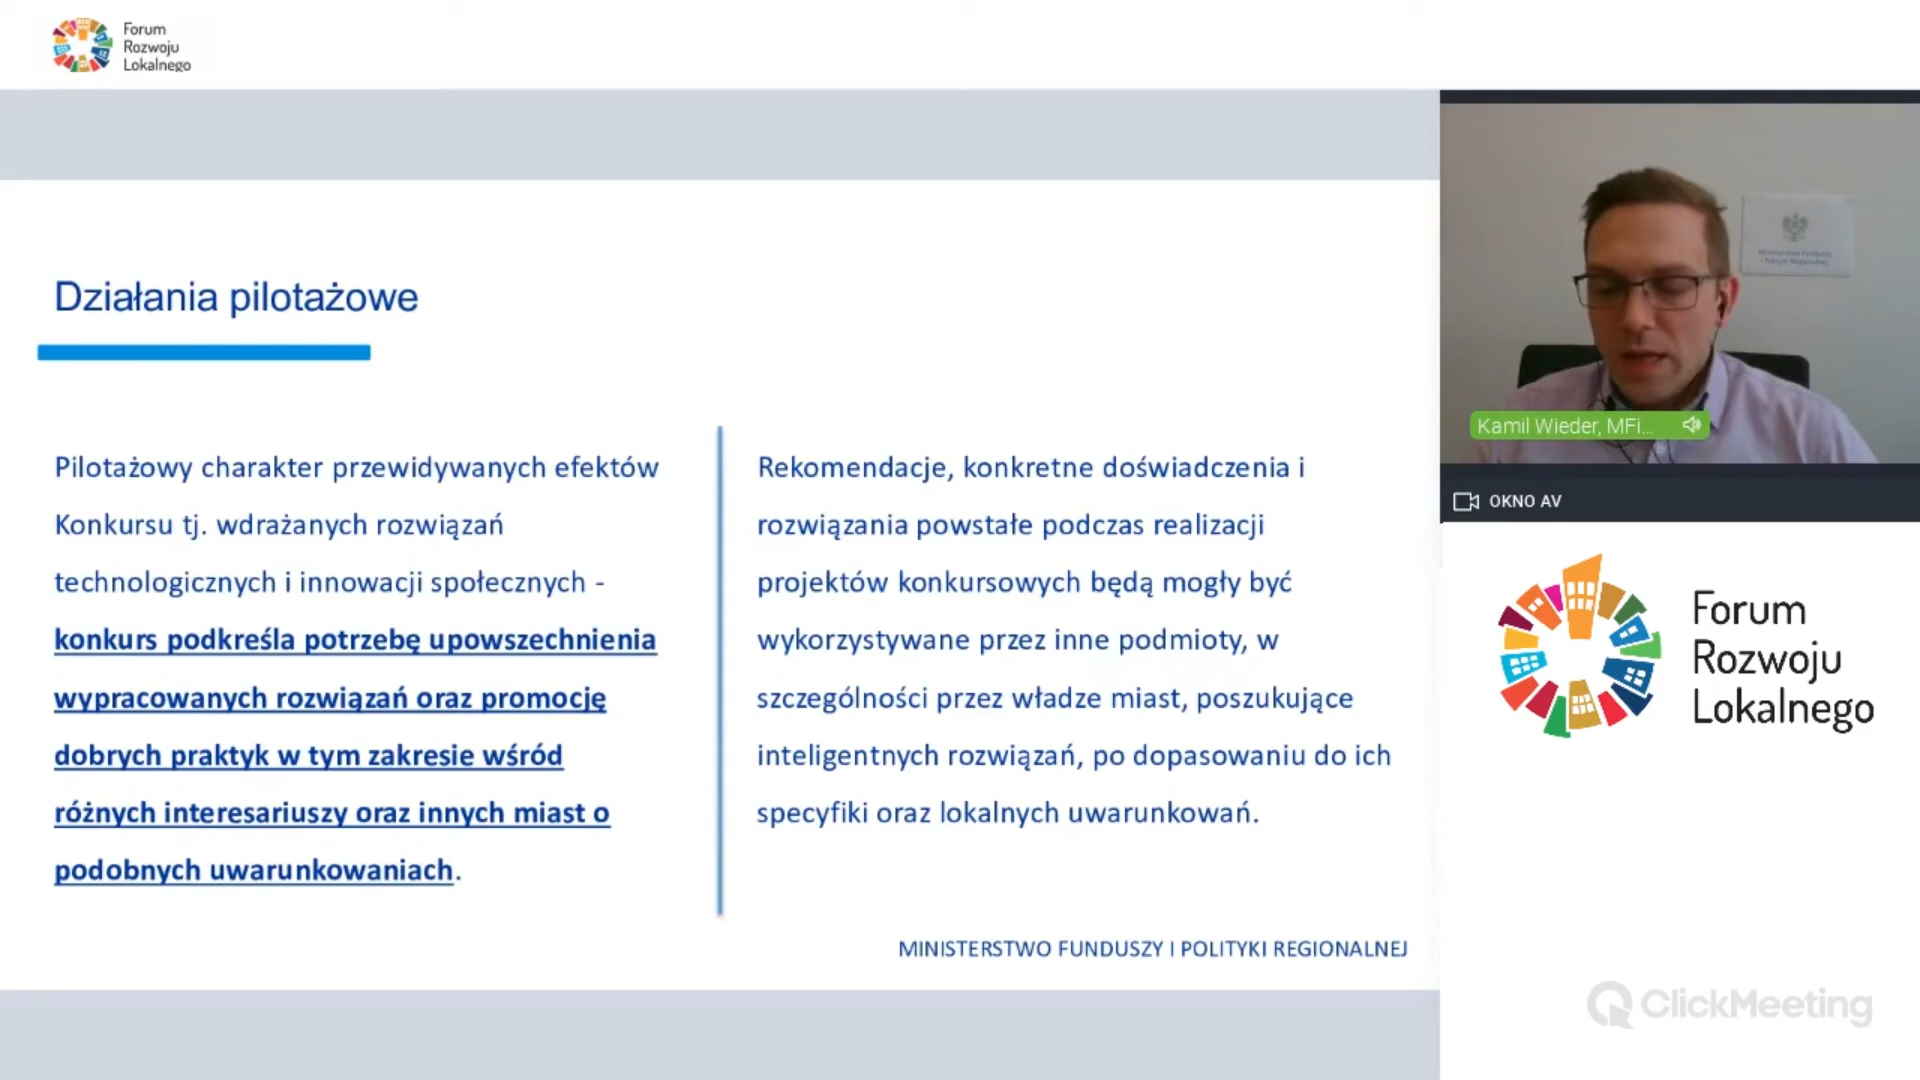 Forum
Rozwoju
Lokalnego
Działania pilotażowe
Pilotażowy charakter przewidywanych efektów
Konkursu tj. wdrażanych rozwiązań
technologicznych i innowacji społecznych -
konkurs podkreśla potrzebę upowszechnienia
wypracowanych rozwiązań oraz promocję
dobrych praktyk w tym zakresie wśród
różnych interesariuszy oraz innych miast o
podobnych uwarunkowaniach.
Rekomendacje, konkretne doświadczenia i
rozwiązania powstałe podczas realizacji
projektów konkursowych będą mogły być
wykorzystywane przez inne podmioty, w
szczególności przez władze miast, poszukujące
inteligentnych rozwiązań, po dopasowaniu do ich
specyfiki oraz lokalnych uwarunkowań.
MINISTERSTWO FUNDUSZY I POLITYKI REGIONALNEJ
Ministerstwo Funduszy
i Polityki Regionalnej
Kamil Wieder, MFi...
OKNO AV
Forum
Rozwoju
Lokalnego
ClickMeeting